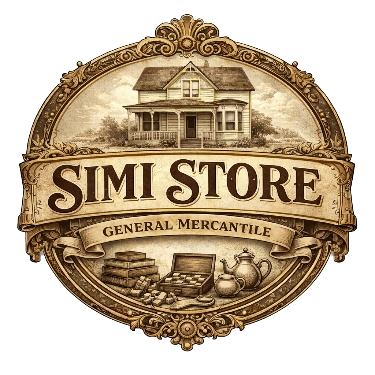 SIMI STORE
GENERAL MERCANTILE